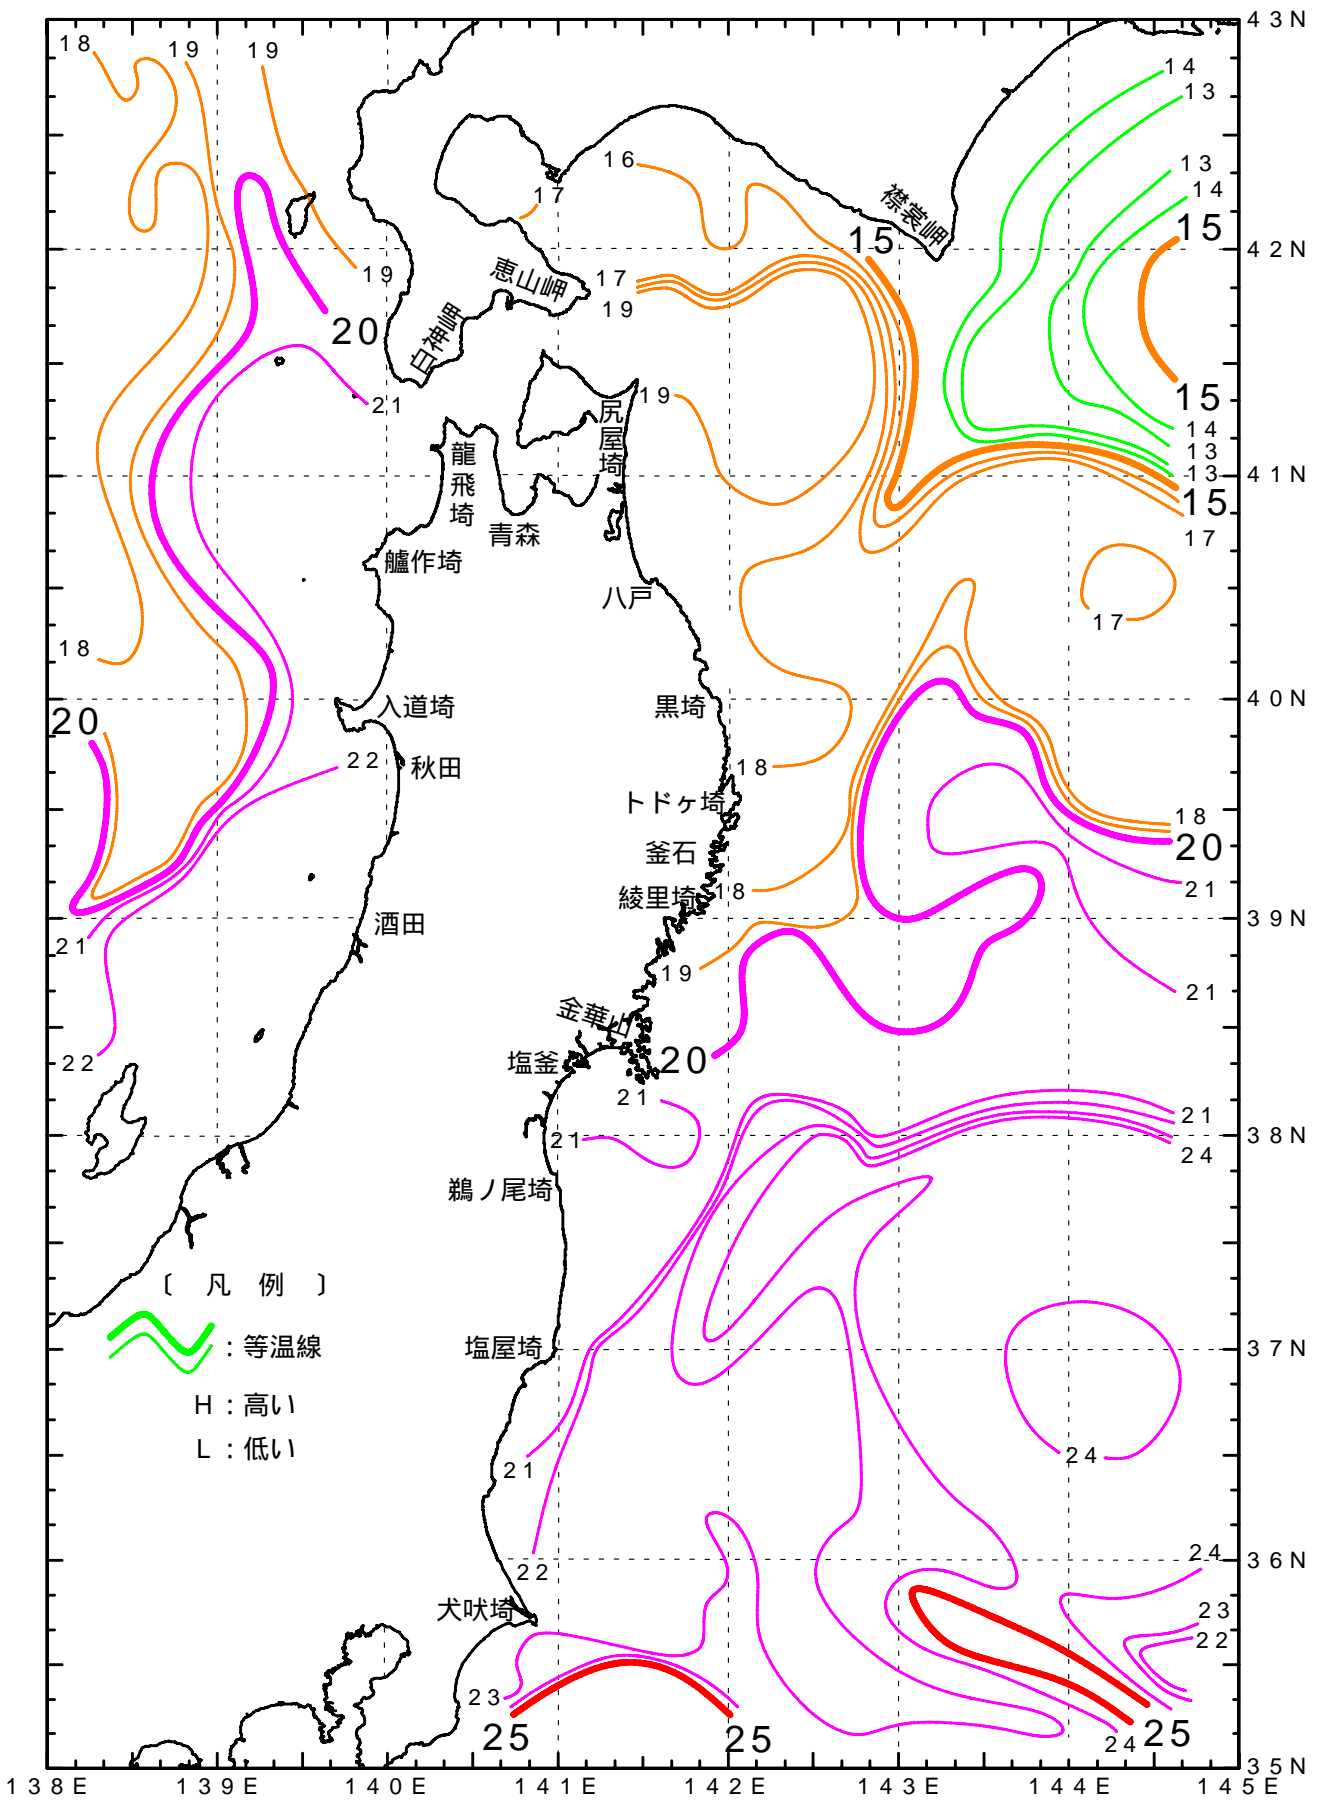 43N
18
19
19
14
13
16
13
17
14
襟裳岬
15
15
42N
恵山岬
17
19
19
20
白神岬
21
19
尻屋埼
15
14
13
龍飛埼
41N
13
15
青森
17
艫作埼
八戸
17
18
40N
入道埼
黒埼
20
22
秋田
18
トドヶ埼
18
20
釜石
21
綾里埼
18
39N
酒田
21
19
21
金華山
22
塩釜
20
21
21
21
38N
24
鵜ノ尾埼
〔 凡 例 〕
塩屋埼
37N
:等温線
H:高い
L:低い
21
24
24
36N
22
犬吠埼
23
22
23
25
25
24
25
35N
138E
139E
140E
141E
142E
143E
144E
145E